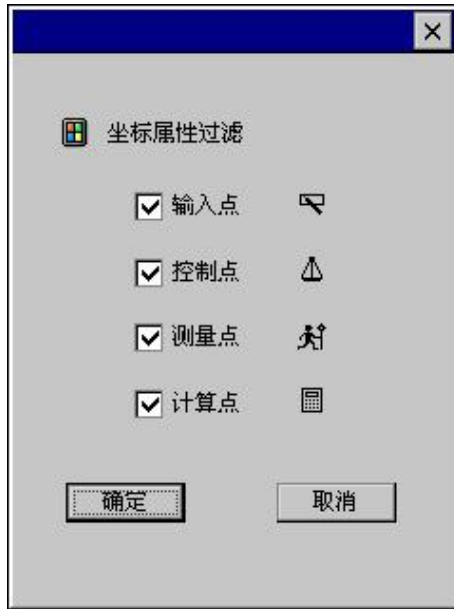 坐标属性过滤
输入点
控制点
测量点
计算点
确定 取消